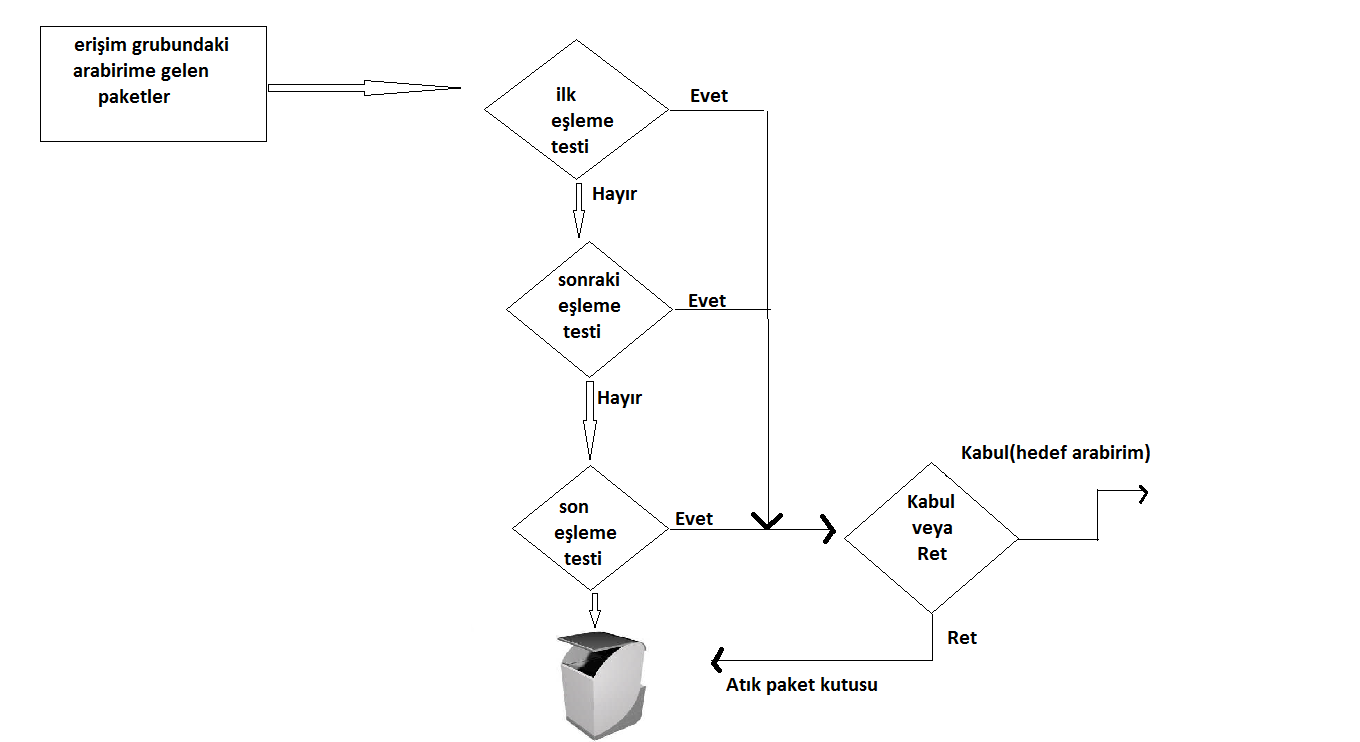 erişim grubundaki
arabirime gelen
paketler
ilk
eşleme
testi
Evet
Hayır
sonraki
eşleme
testi
Evet
Hayır
son
eşleme
testi
Evet
Kabul(hedef arabirim)
Kabul
veya
Ret
Ret
Atık paket kutusu